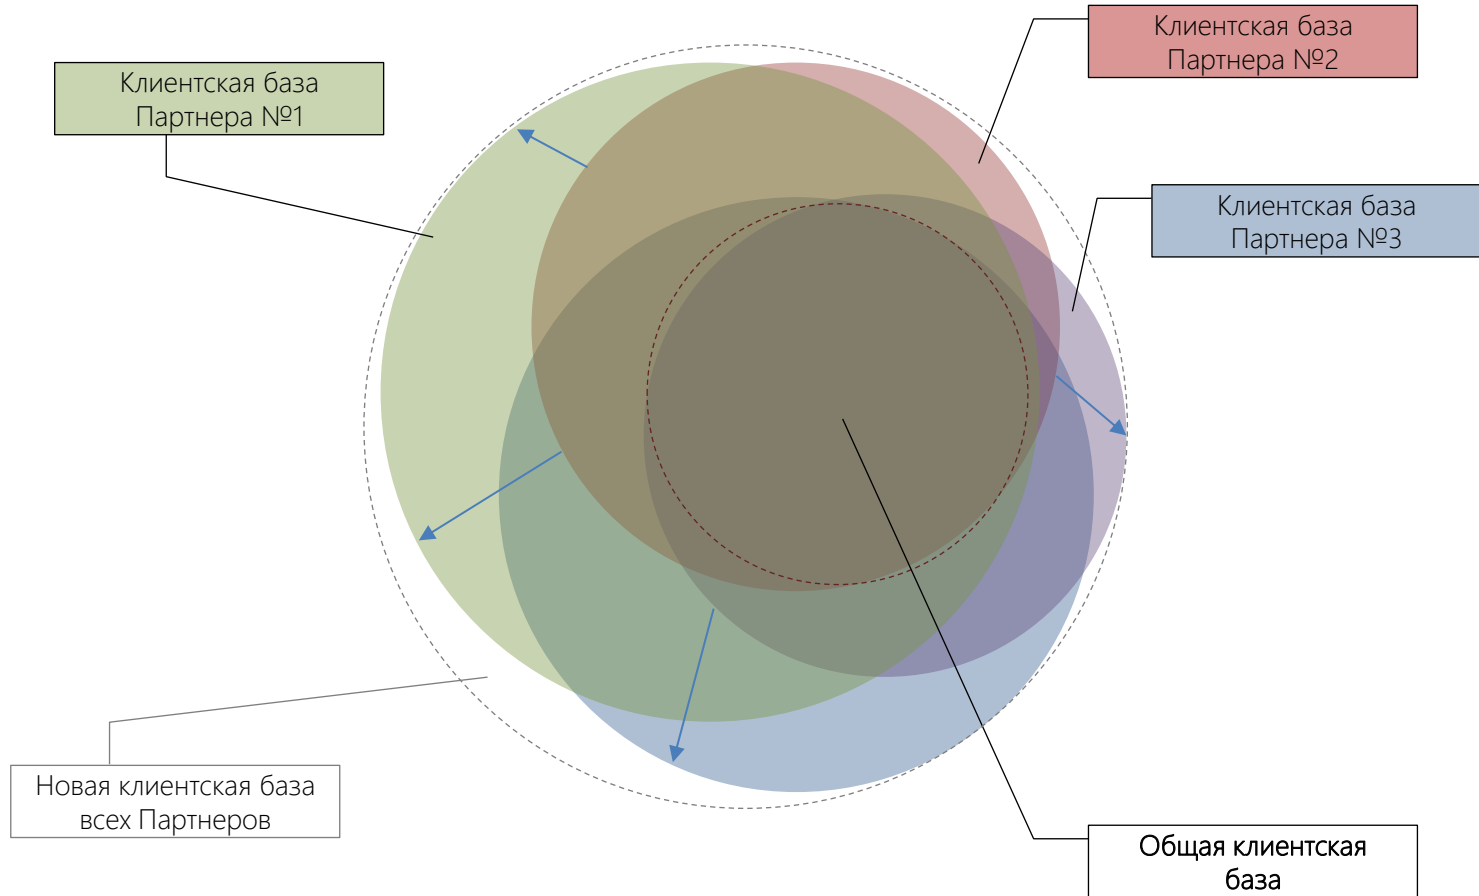 Клиентская база
Партнера №2
Клиентская база
Партнера №1
Клиентская база
Партнера №3
Новая клиентская база
всех Партнеров
Общая клиентская
база